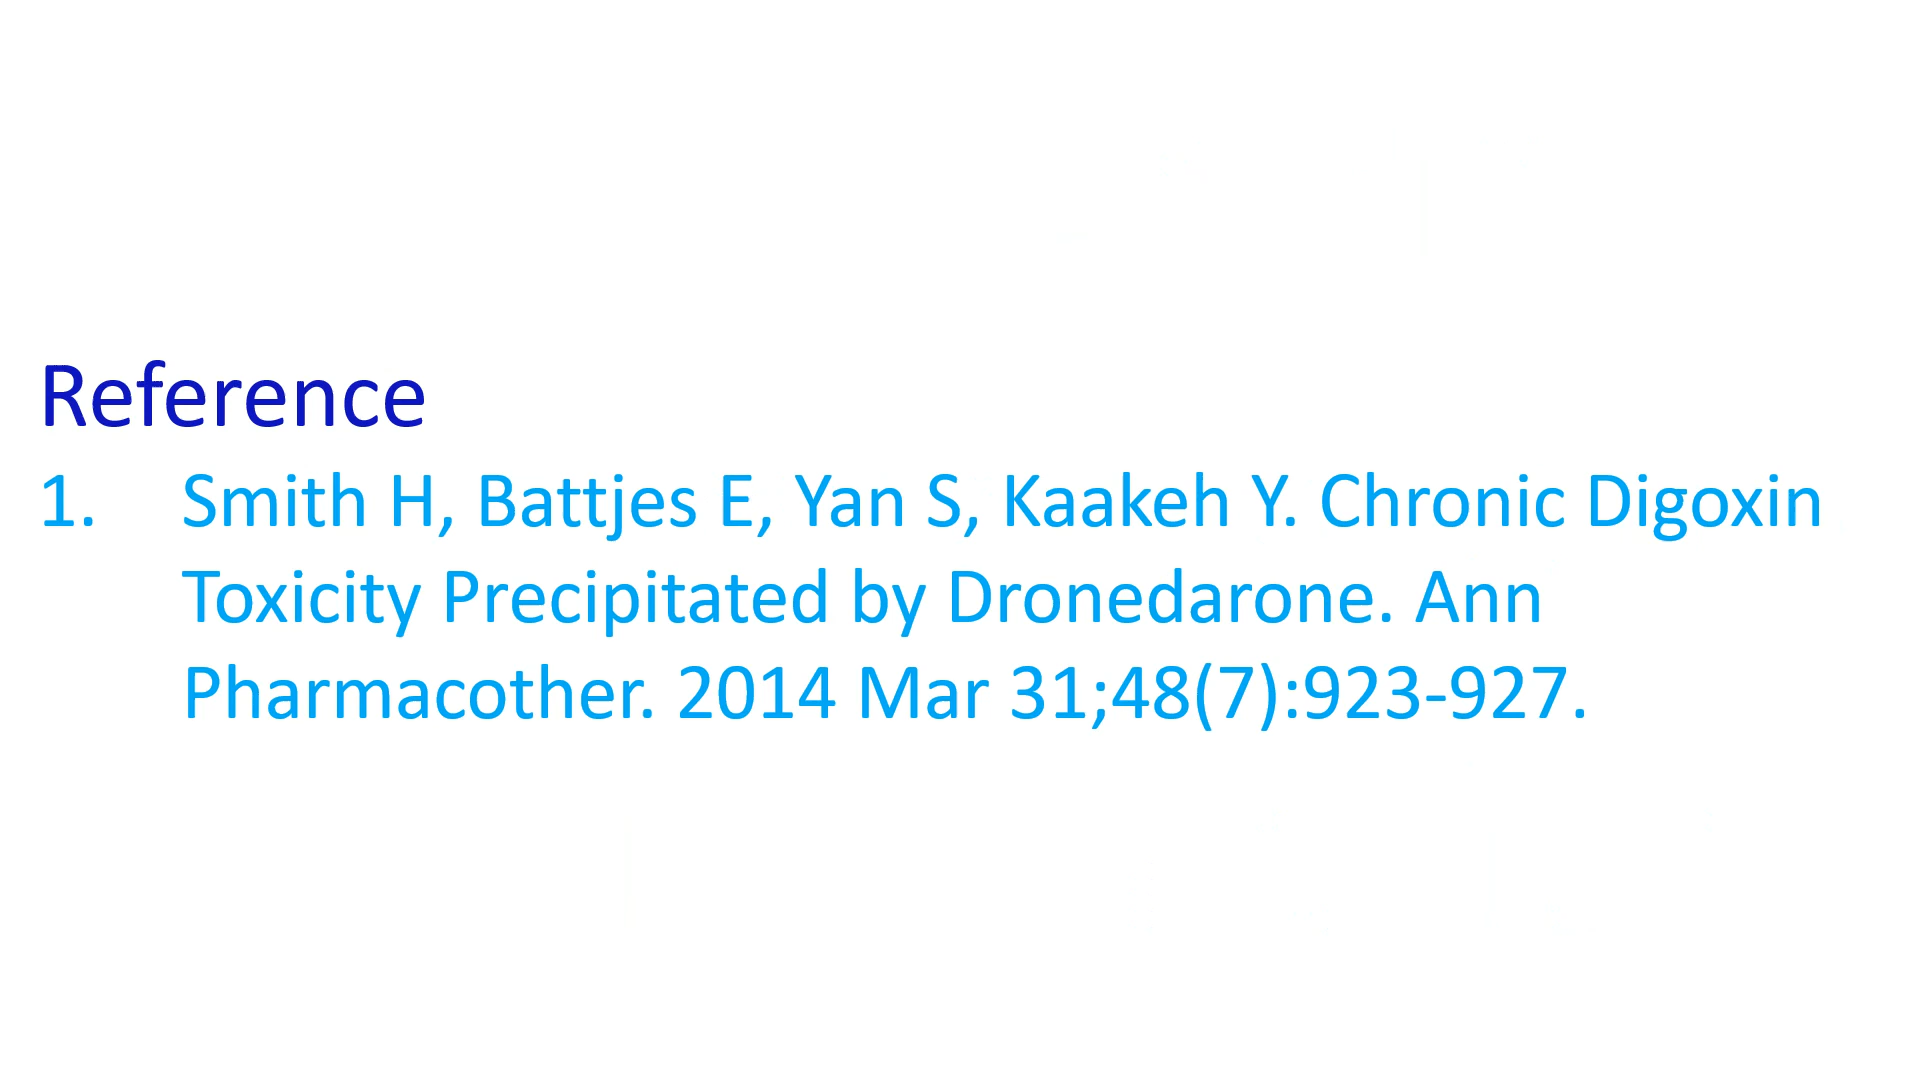 Reference
1. Smith H, Battjes E, Yan S, Kaakeh Y. Chronic Digoxin
Toxicity Precipitated by Dronedarone. Ann
Pharmacother. 2014 Mar 31;48(7):923-927.